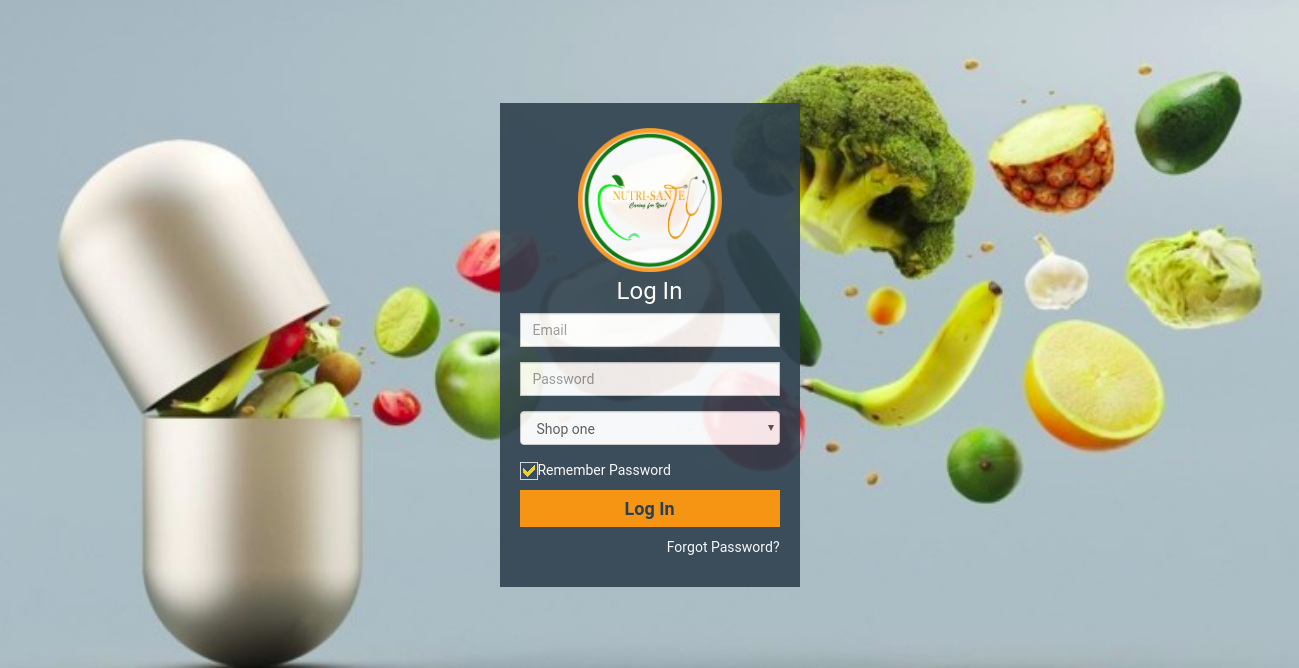 NUTRI-SANTE
Caring for You!
Log In
Email
Password
Shop one
Remember Password
Log In
Forgot Password?